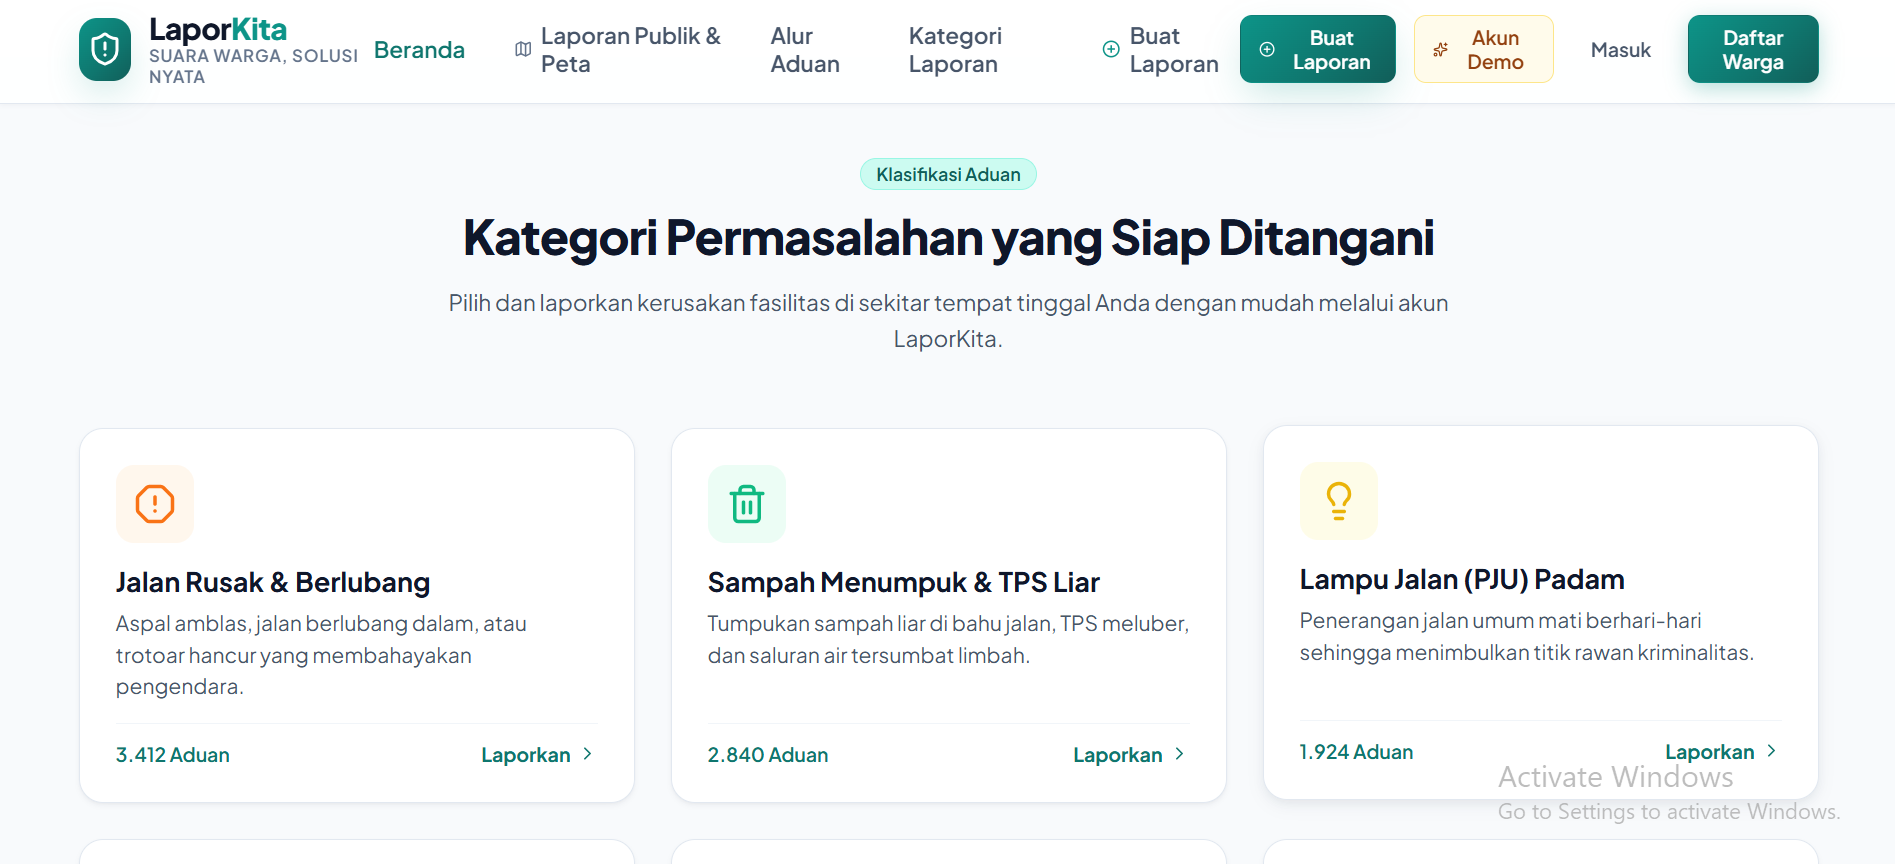 LaporKita
SUARA WARGA, SOLUSI
NYATA
Beranda
Laporan Publik &
Peta
Alur
Aduan
Kategori
Laporan
Buat
Laporan
Buat
Laporan
Akun
Demo
Masuk
Daftar
Warga
Klasifikasi Aduan
Kategori Permasalahan yang Siap Ditangani
Pilih dan laporkan kerusakan fasilitas di sekitar tempat tinggal Anda dengan mudah melalui akun
LaporKita.
Jalan Rusak & Berlubang
Aspal amblas, jalan berlubang dalam, atau
trotoar hancur yang membahayakan
pengendara.
3.412 Aduan
Laporkan
Sampah Menumpuk & TPS Liar
Tumpukan sampah liar di bahu jalan, TPS meluber,
dan saluran air tersumbat limbah.
2.840 Aduan
Laporkan
Lampu Jalan (PJU) Padam
Penerangan jalan umum mati berhari-hari
sehingga menimbulkan titik rawan kriminalitas.
1.924 Aduan
Laporkan
Activate Windows
Go to Settings to activate Windows.